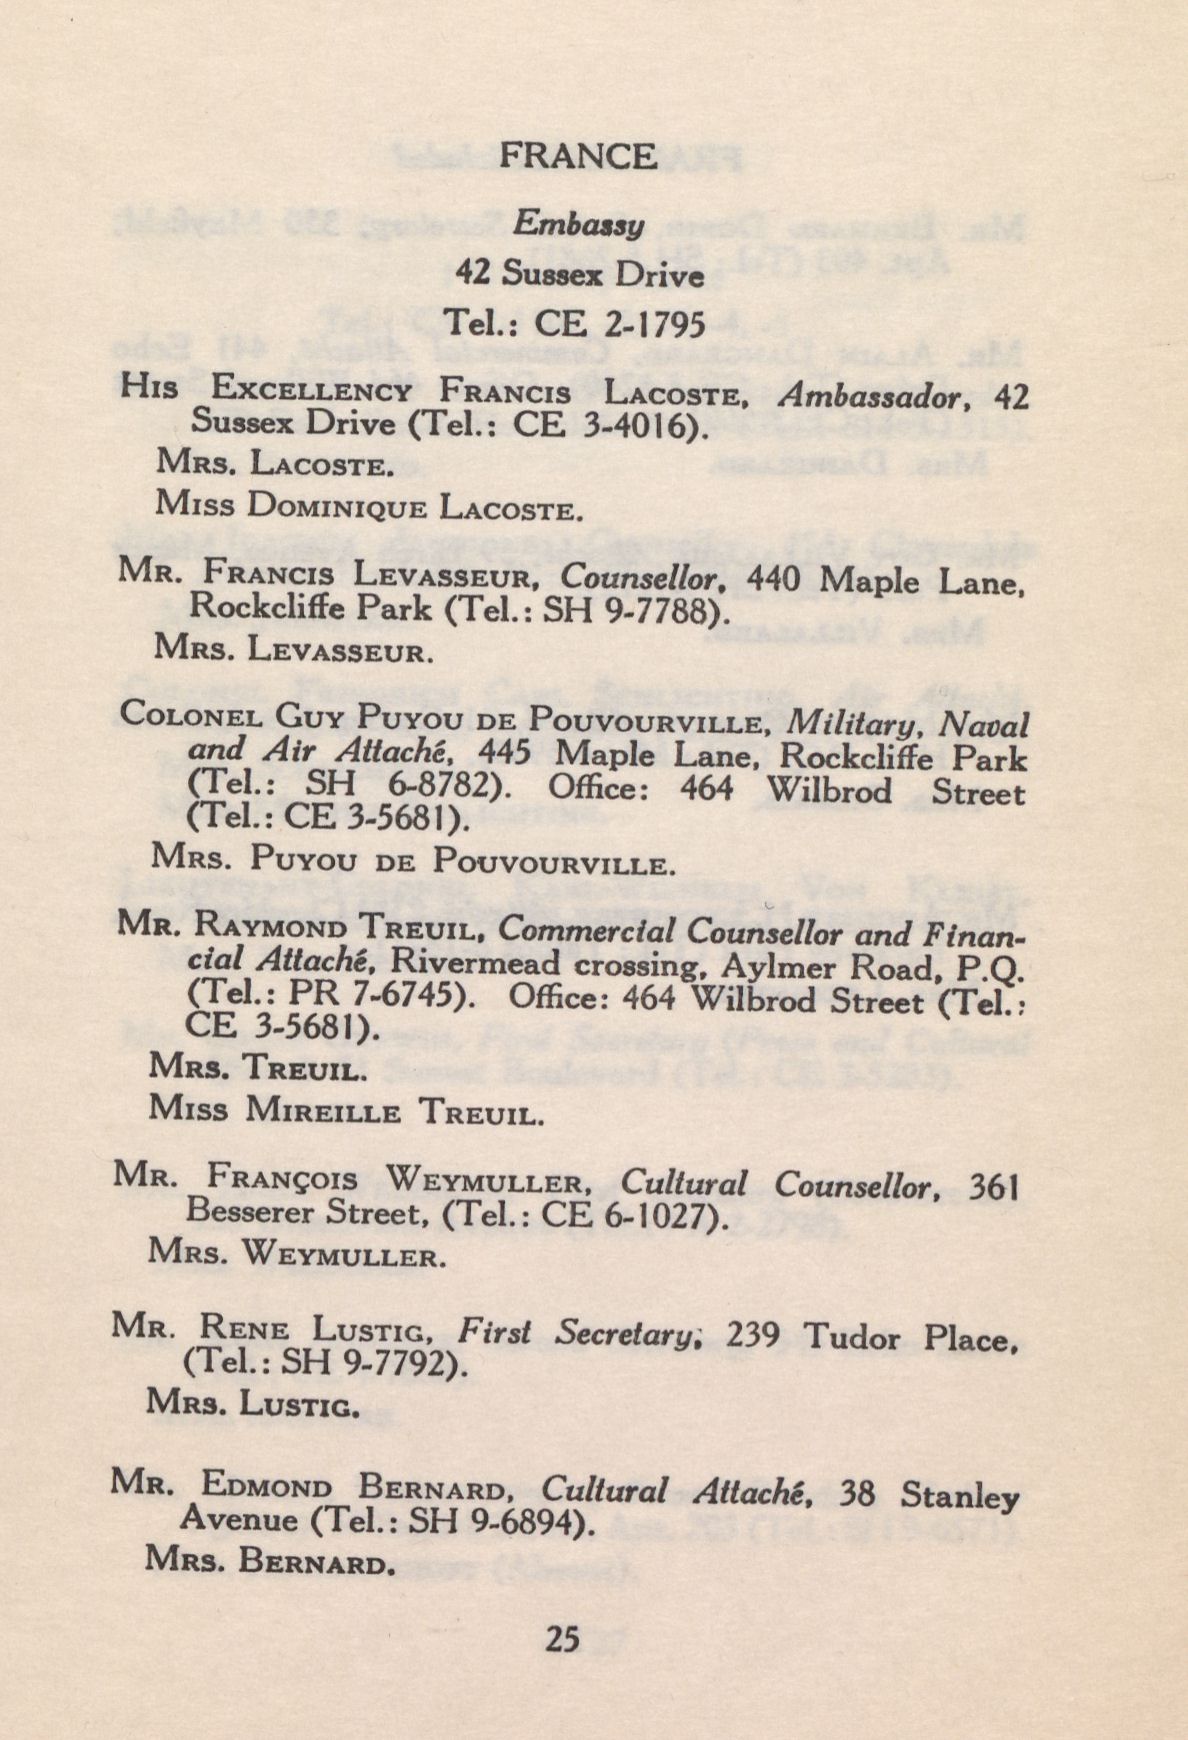 FRANCE
Embassy
42 Sussex Drive
Tel.: CE 2-1795
His Excellency Francis Lacoste, Ambassador, 42
Sussex Drive (Tel.: CE 3-4016).
Mrs. Lacoste.
Miss Dominique Lacoste.
Mr. Francis Levasseur, Counsellor, 440 Maple Lane,
Rockcliffe Park (Tel.: SH 9-7788).
Mrs. Levasseur.
Colonel Guy Puyou de Pouvourville, Military, Naval
and Air Attaché, 445 Maple Lane, Rockcliffe Park
(Tel.: SH 6-8782). Office: 464 Wilbrod Street
(Tel.: CE 3-5681).
Mrs. Puyou de Pouvourville.
Mr. Raymond Treuil, Commercial Counsellor and Finan-
cial Attaché, Rivermead crossing, Aylmer Road, P.Q.
(Tel.: PR 7-6745). Office: 464 Wilbrod Street (Tel.:
CE 3-5681).
Mrs. Treuil.
Miss Mireille Treuil.
Mr. François Weymuller, Cultural Counsellor, 361
Besserer Street, (Tel.: CE 6-1027).
Mrs. Weymuller.
Mr. Rene Lustig, First Secretary; 239 Tudor Place,
(Tel.: SH 9-7792).
Mrs. Lustig.
Mr. Edmond Bernard, Cultural Attaché, 38 Stanley
Avenue (Tel.: SH 9-6894).
Mrs. Bernard.
25